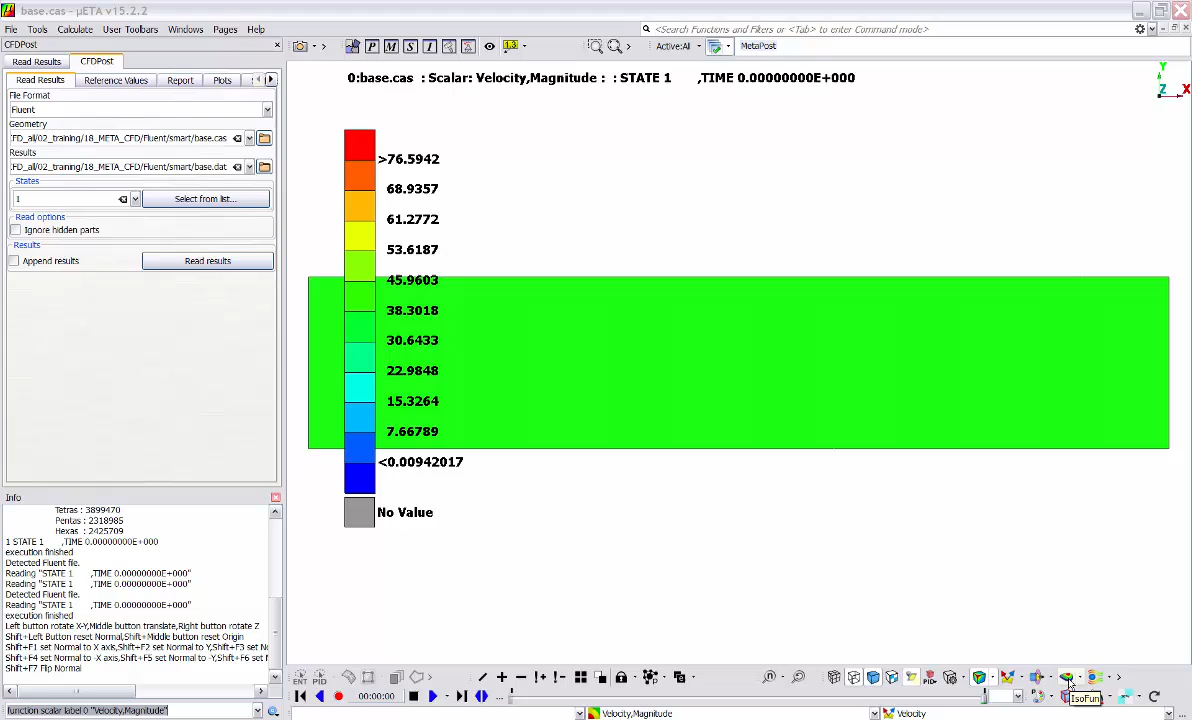 base.cas - µETA v15.2.2
File Tools Calculate User Toolbars Windows Pages Help
<Search Functions and Filters /or <Tab> to enter Command mode>
CFDPost
Read Results CFDPost
Active:All MetaPost
Read Results Reference Values Report Plots
File Format
Fluent
Geometry
:FD_all/02_training/18_META_CFD/Fluent/smart/base.cas
Results
:FD_all/02_training/18_META_CFD/Fluent/smart/base.dat
States
1 Select from list...
Read options
Ignore hidden parts
Results
Append results Read results
0:base.cas : Scalar: Velocity,Magnitude : : STATE 1 ,TIME 0.00000000E+000
Y
Z X
>76.5942
68.9357
61.2772
53.6187
45.9603
38.3018
30.6433
22.9848
15.3264
7.66789
<0.00942017
No Value
Info
Tetras : 3899470
Pentas : 2318985
Hexas : 2425709
1 STATE 1 ,TIME 0.00000000E+000
execution finished
Detected Fluent file.
Reading "STATE 1 ,TIME 0.00000000E+000"
Reading "STATE 1 ,TIME 0.00000000E+000"
Detected Fluent file.
Reading "STATE 1 ,TIME 0.00000000E+000"
execution finished
Left button rotate X-Y,Middle button translate,Right button rotate Z
Shift+Left Button reset Normal,Shift+Middle button reset Origin
Shift+F1 set Normal to X axis,Shift+F2 set Normal to Y,Shift+F3 set No
Shift+F4 set Normal to -X axis,Shift+F5 set Normal to -Y,Shift+F6 set I
Shift+F7 Flip Normal
function scalar label 0 "Velocity,Magnitude"
ENT PID
00:00:00
IsoFun
Velocity,Magnitude Velocity